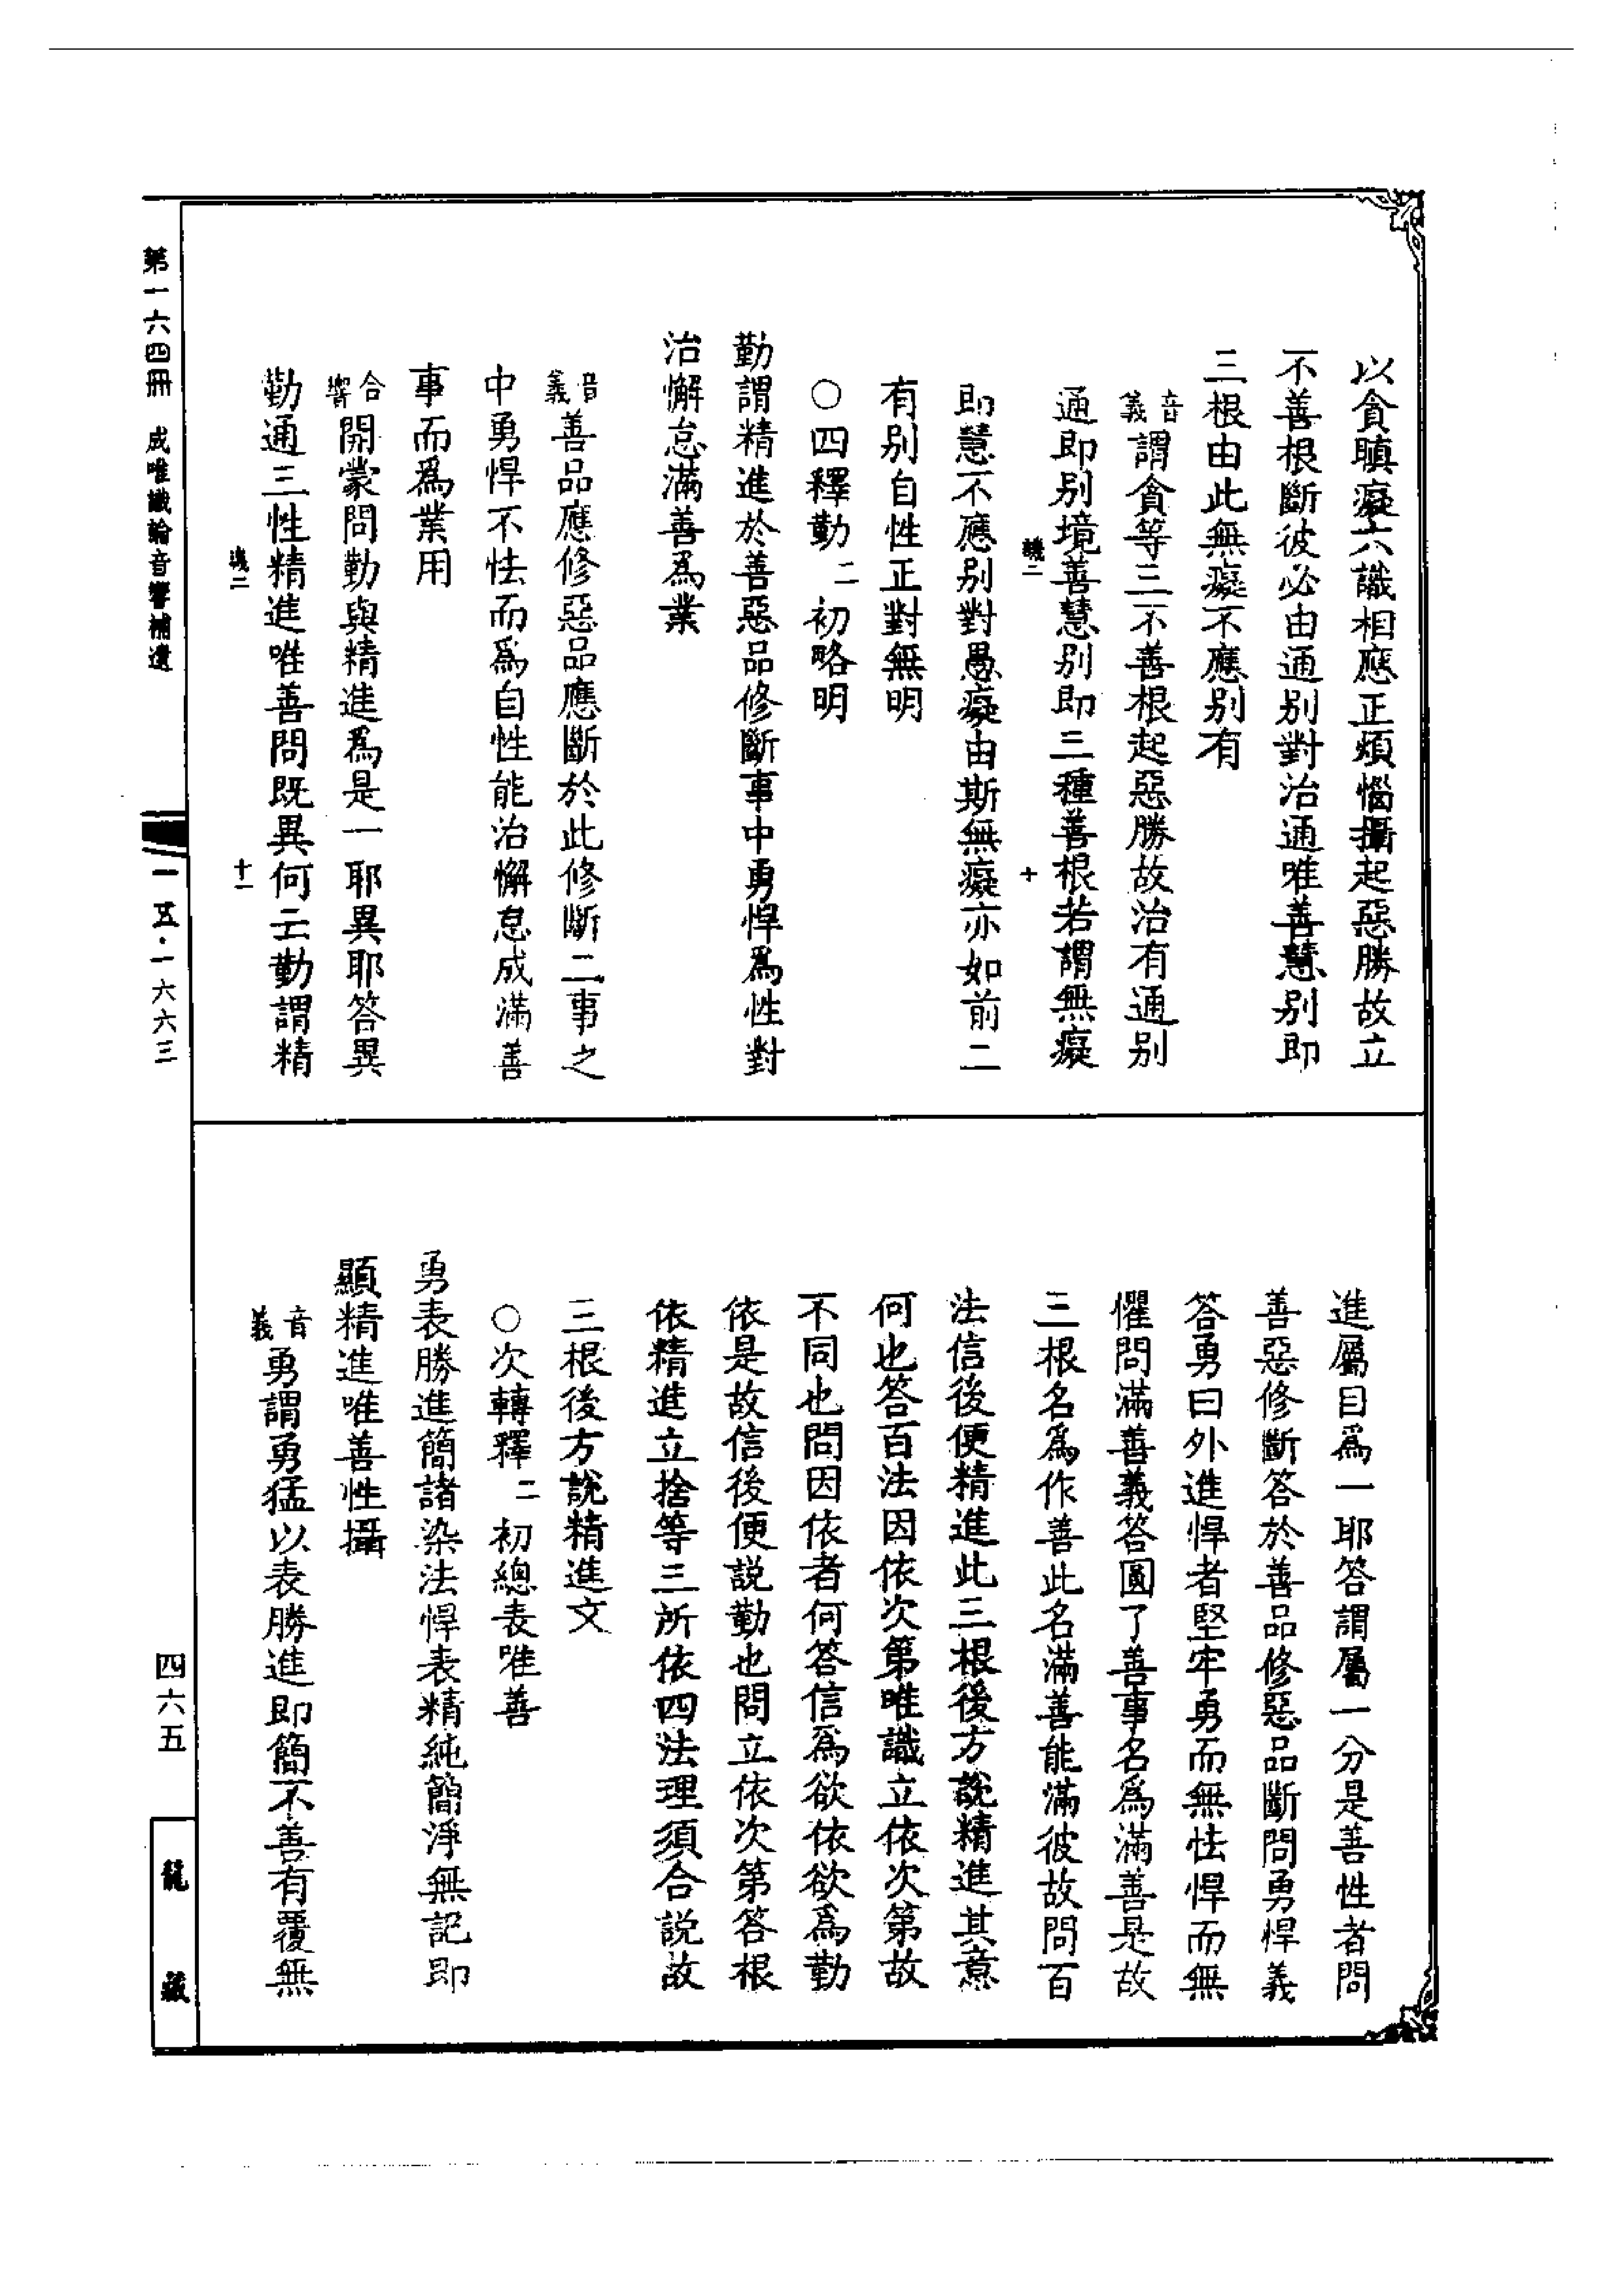 以貪瞋癡六識相應正煩惱攝起惡勝故立
不善根斷彼必由通別對治通唯善慧別即
三根由此無癡不應別有
音義謂貪等三不善根起惡勝故治有通別
通即別境善慧別即三種善根若謂無癡
譏二 十
即慧不應別對愚癡由斯無癡亦如前二
有別自性正對無明
○四釋勤二 初略明
勤謂精進於善惡品修斷事中勇悍爲性對
治懈怠滿善爲業
音義善品應修惡品應斷於此修斷二事之
中勇悍不怯而爲自性能治懈怠成滿善
事而爲業用
合響開蒙問勤與精進爲是一耶異耶答異
勤通三性精進唯善問既異何云勤謂精
譏二 十一
進屬目爲一耶答謂屬一分是善性者問
善惡修斷答於善品修惡品斷問勇悍義
答勇曰外進悍者堅牢勇而無怯悍而無
懼問滿善義答圓了善事名爲滿善是故
三根名爲作善此名滿善能滿彼故問百
法信後便精進此三根後方說精進其意
何也答百法因依次第唯識立依次第故
不同也問因依者何答信爲欲依欲爲勤
依是故信後便説勤也問立依次第答根
依精進立捨等三所依四法理須合説故
三根後方說精進文
○次轉釋二 初總表唯善
勇表勝進簡諸染法悍表精純簡淨無記即
顯精進唯善性攝
音義勇謂勇猛以表勝進即簡不善有覆無
第一六四冊 成唯識論音響補遺
一五·一六六三
四六五
龍藏